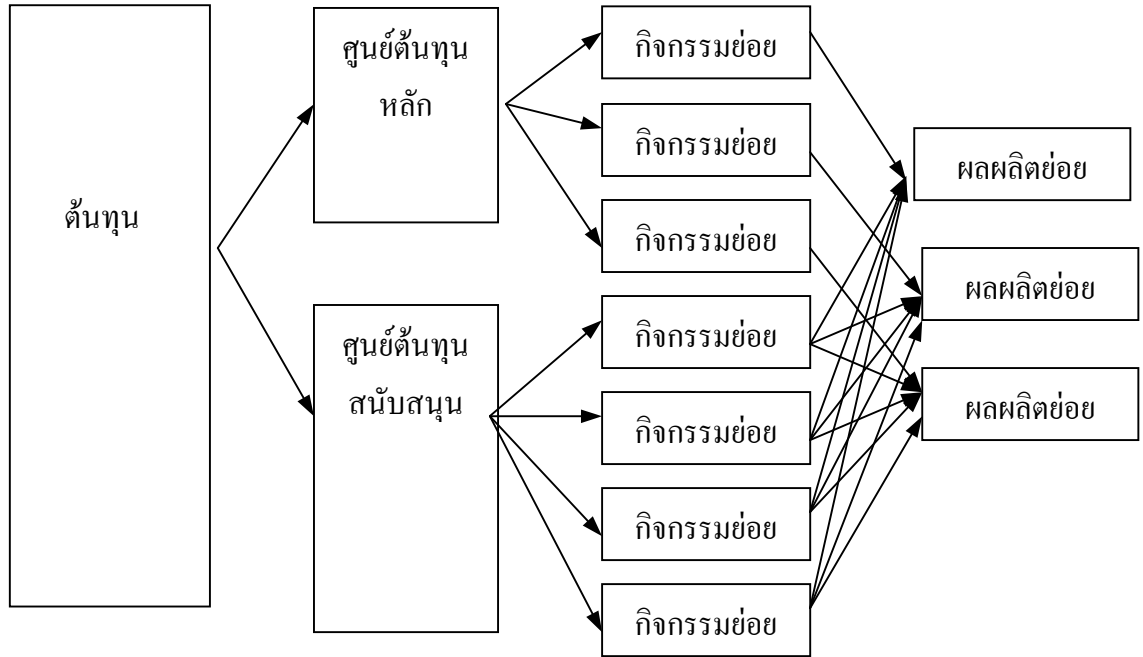 ต้นทุน
ศูนย์ต้นทุน
หลัก
ศูนย์ต้นทุน
สนับสนุน
กิจกรรมย่อย
กิจกรรมย่อย
กิจกรรมย่อย
กิจกรรมย่อย
กิจกรรมย่อย
กิจกรรมย่อย
กิจกรรมย่อย
ผลผลิตย่อย
ผลผลิตย่อย
ผลผลิตย่อย